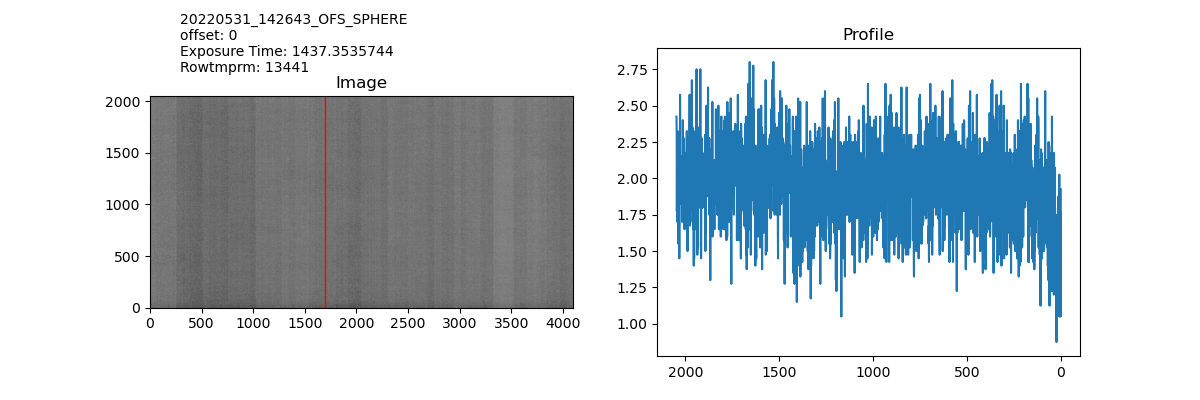 20220531_142643_OFS_SPHERE
offset: 0
Exposure Time: 1437.3535744
Rowtmprm: 13441
Image
2000
1500
1000
500
0
0 500 1000 1500 2000 2500 3000 3500 4000
Profile
2.75
2.50
2.25
2.00
1.75
1.50
1.25
1.00
2000 1500 1000 500 0